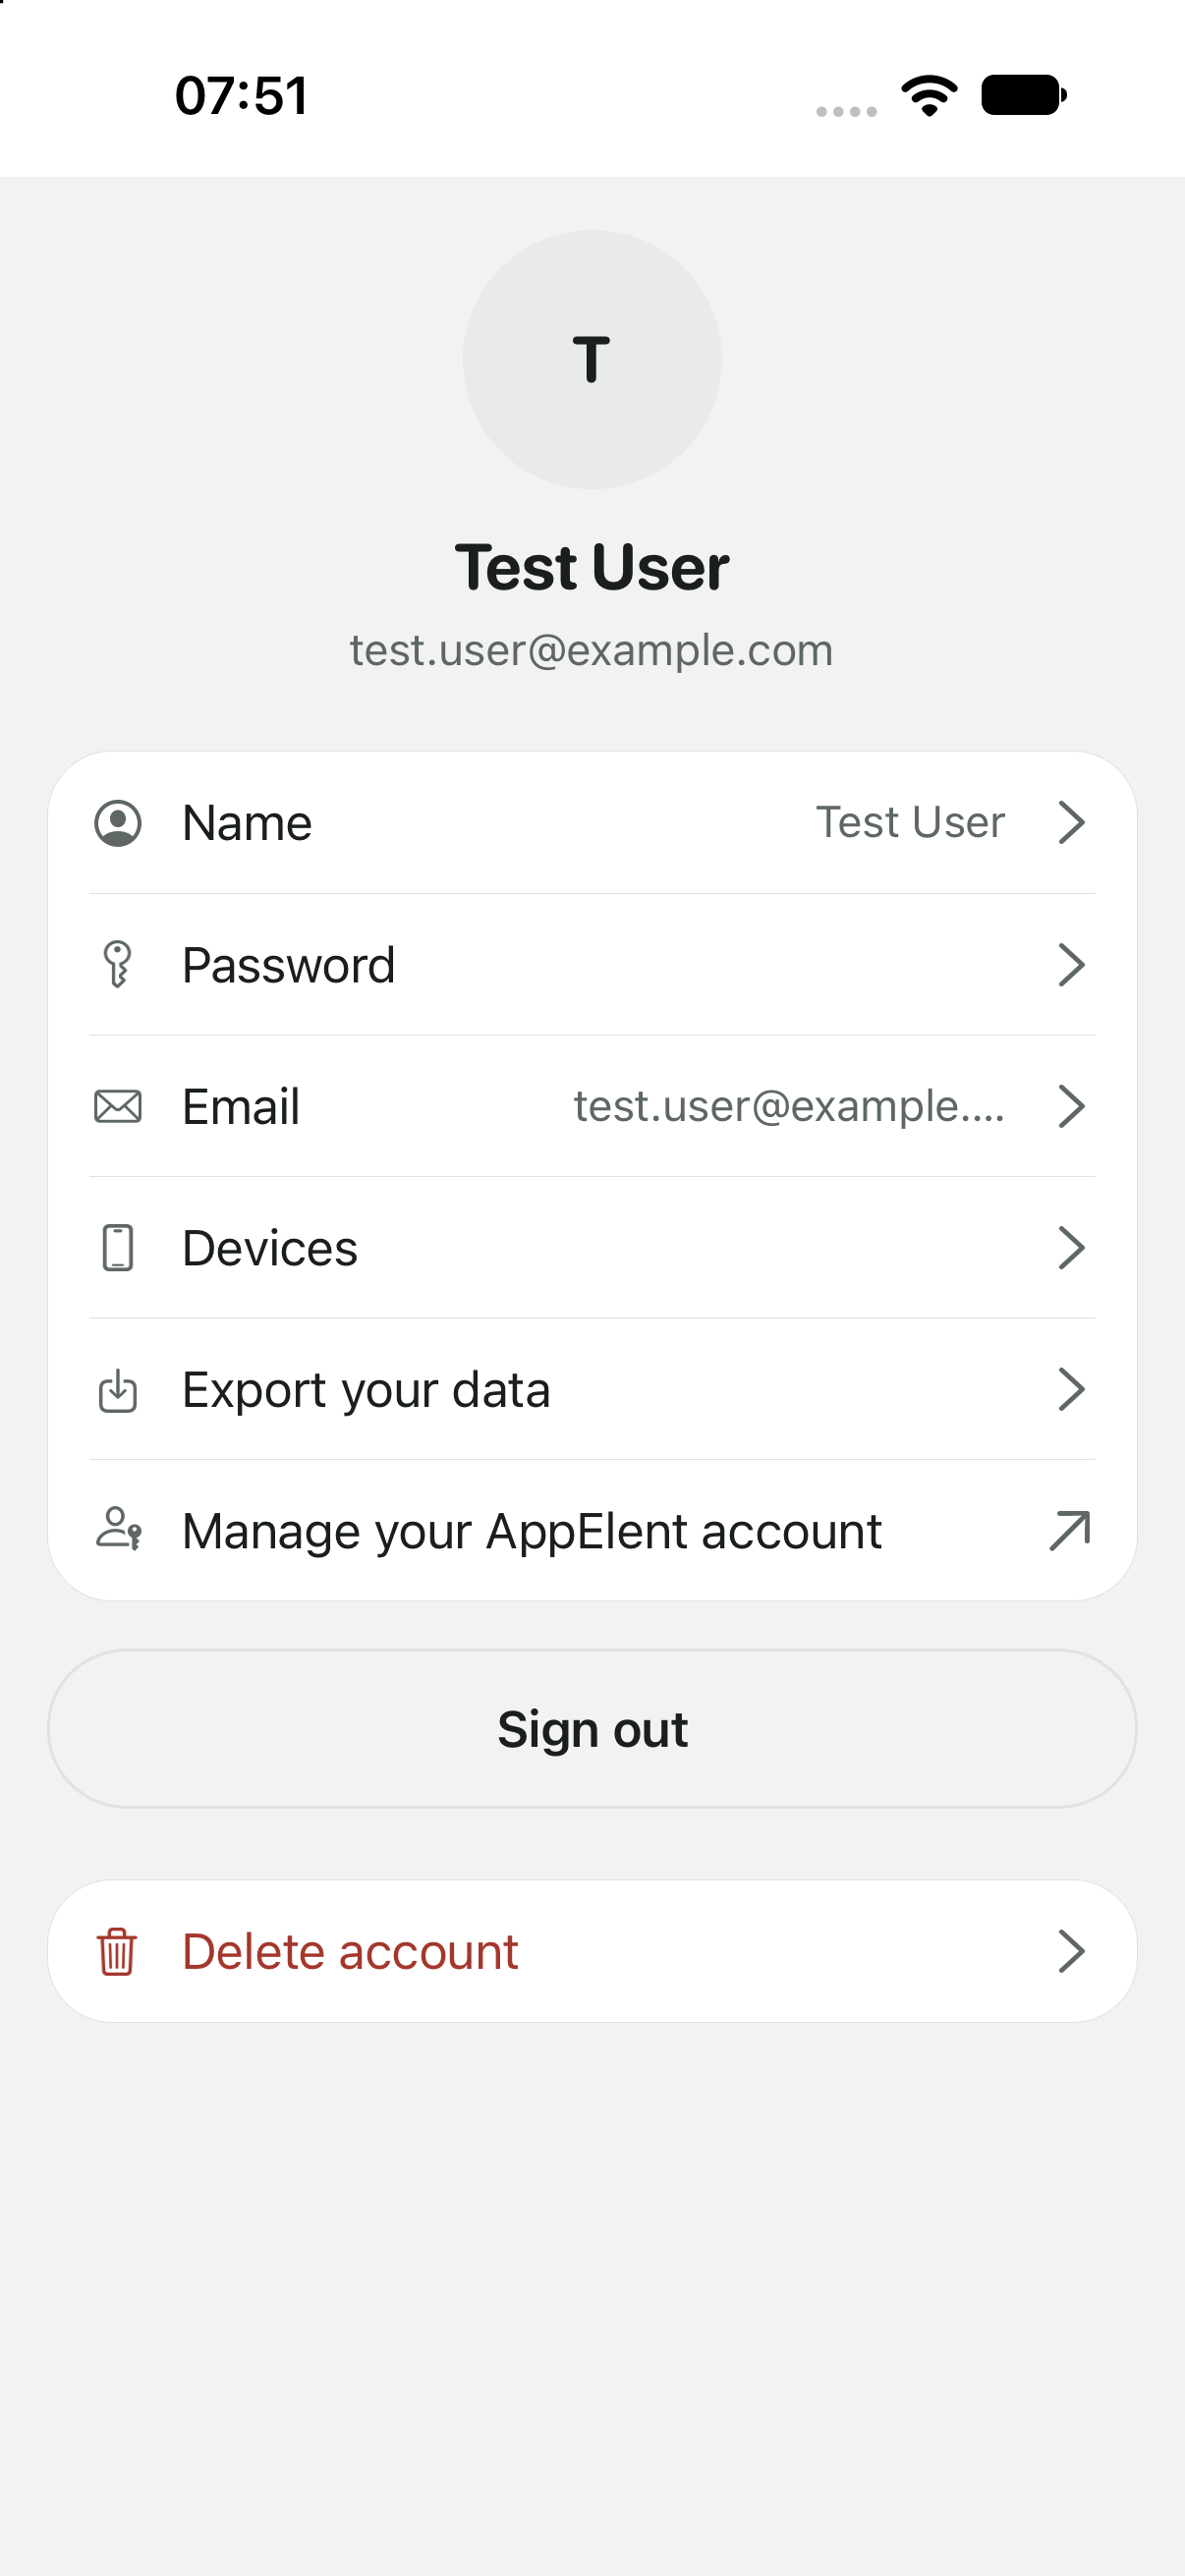 07:51
T
Test User
test.user@example.com
Name Test User
Password
Email test.user@example....
Devices
Export your data
Manage your AppElent account
Sign out
Delete account